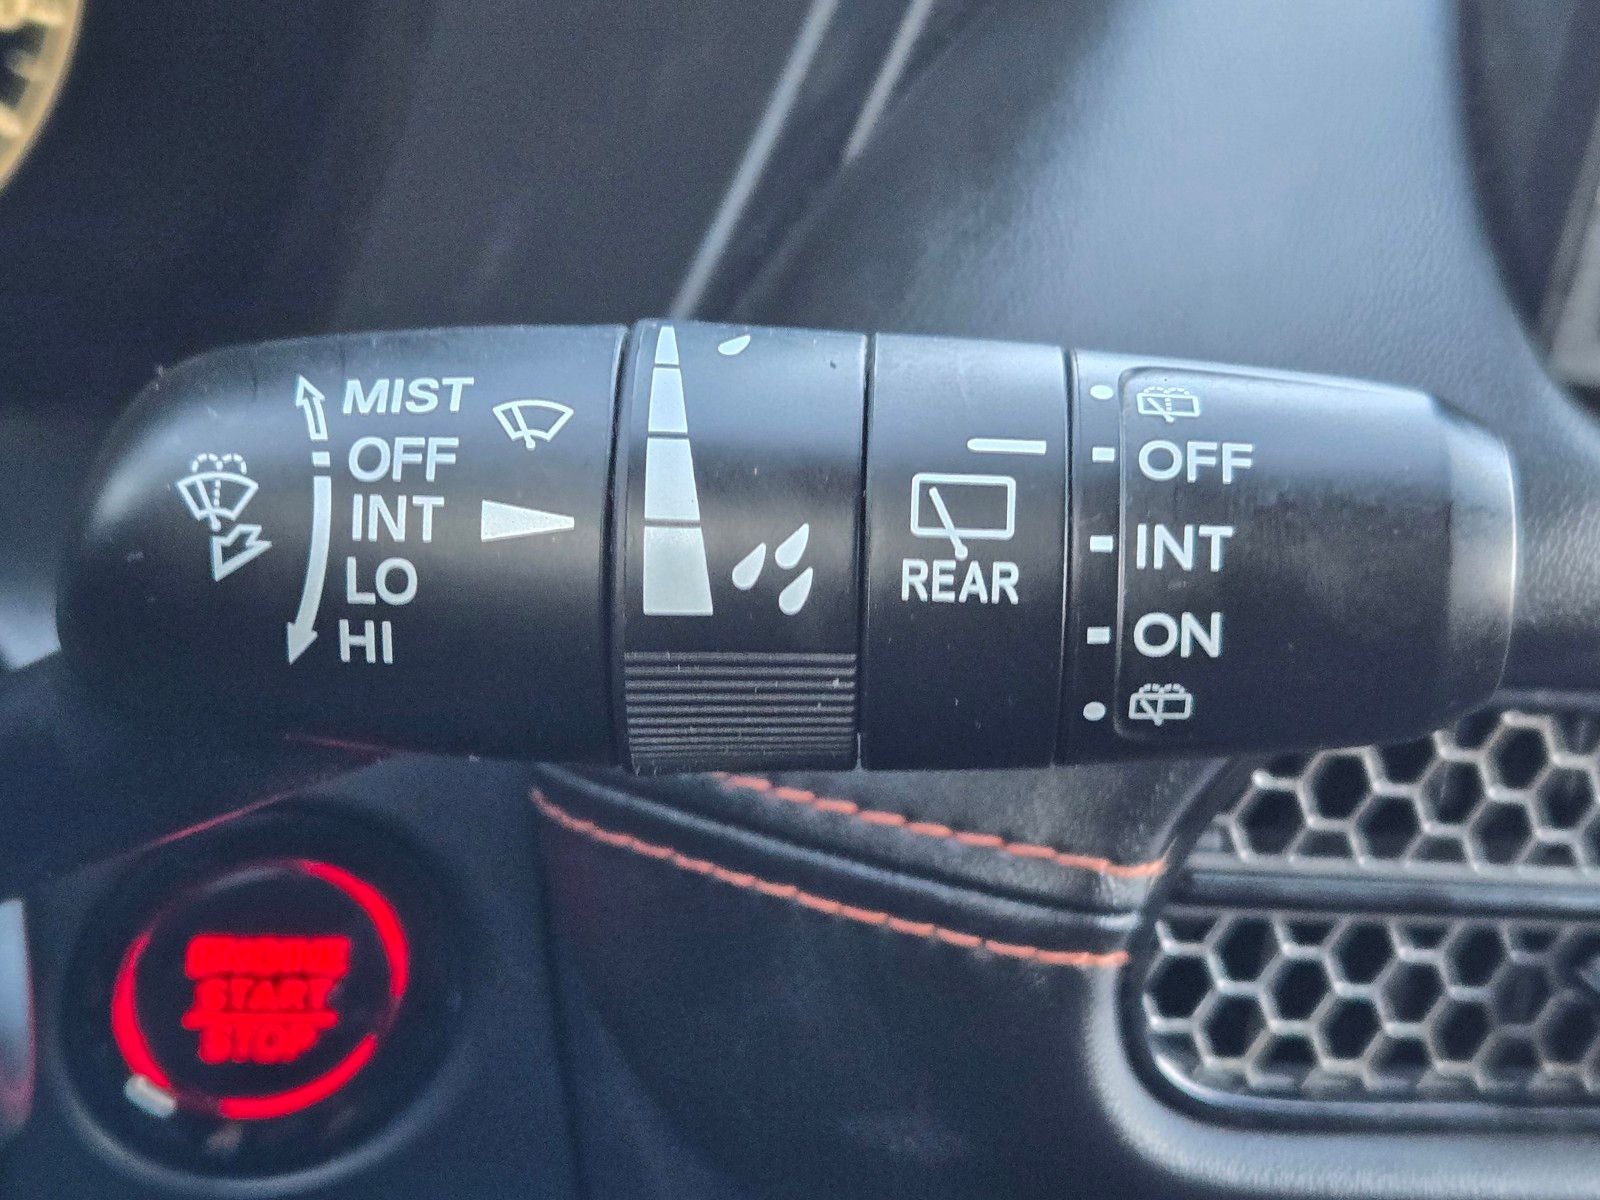 MIST
OFF
INT
LO
HI
REAR
OFF
INT
ON
ENGINE
START
STOP